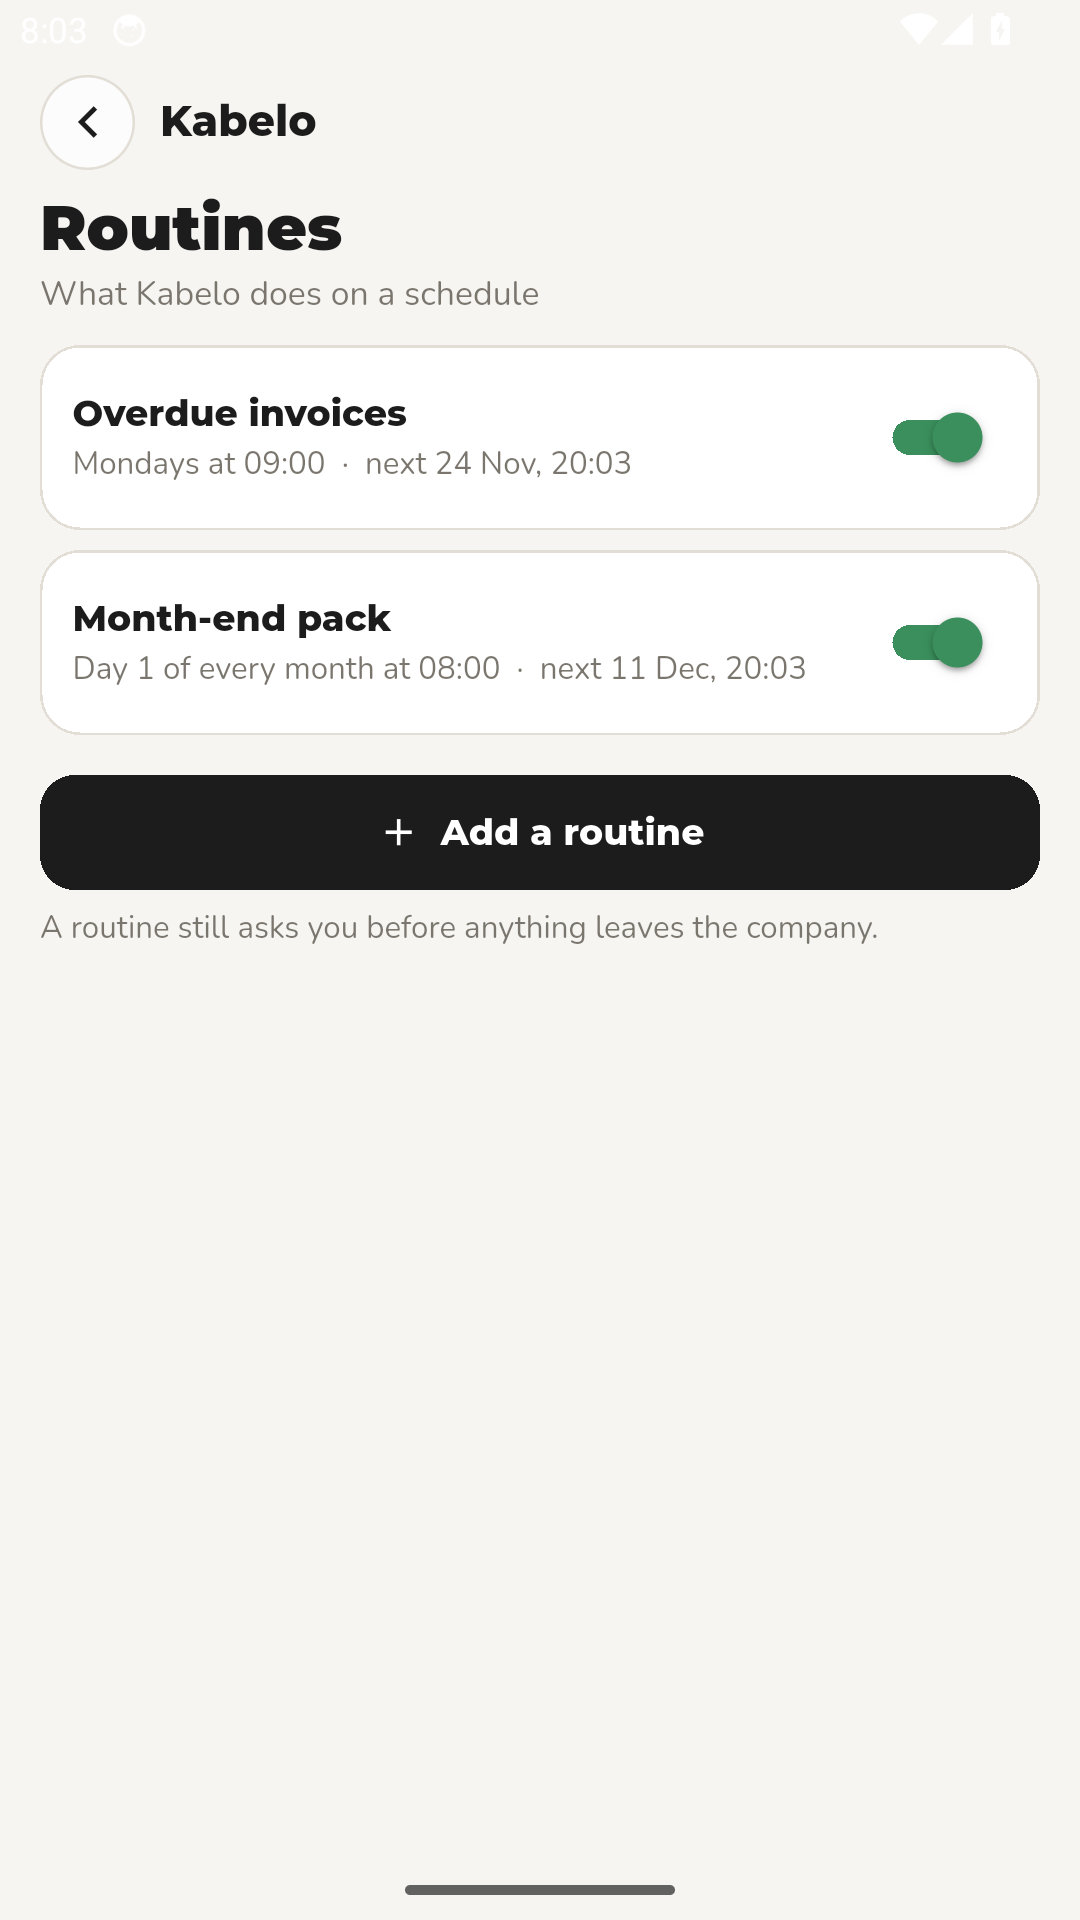 8:03
Kabelo
Routines
What Kabelo does on a schedule
Overdue invoices
Mondays at 09:00 · next 24 Nov, 20:03
Month-end pack
Day 1 of every month at 08:00 · next 11 Dec, 20:03
+ Add a routine
A routine still asks you before anything leaves the company.